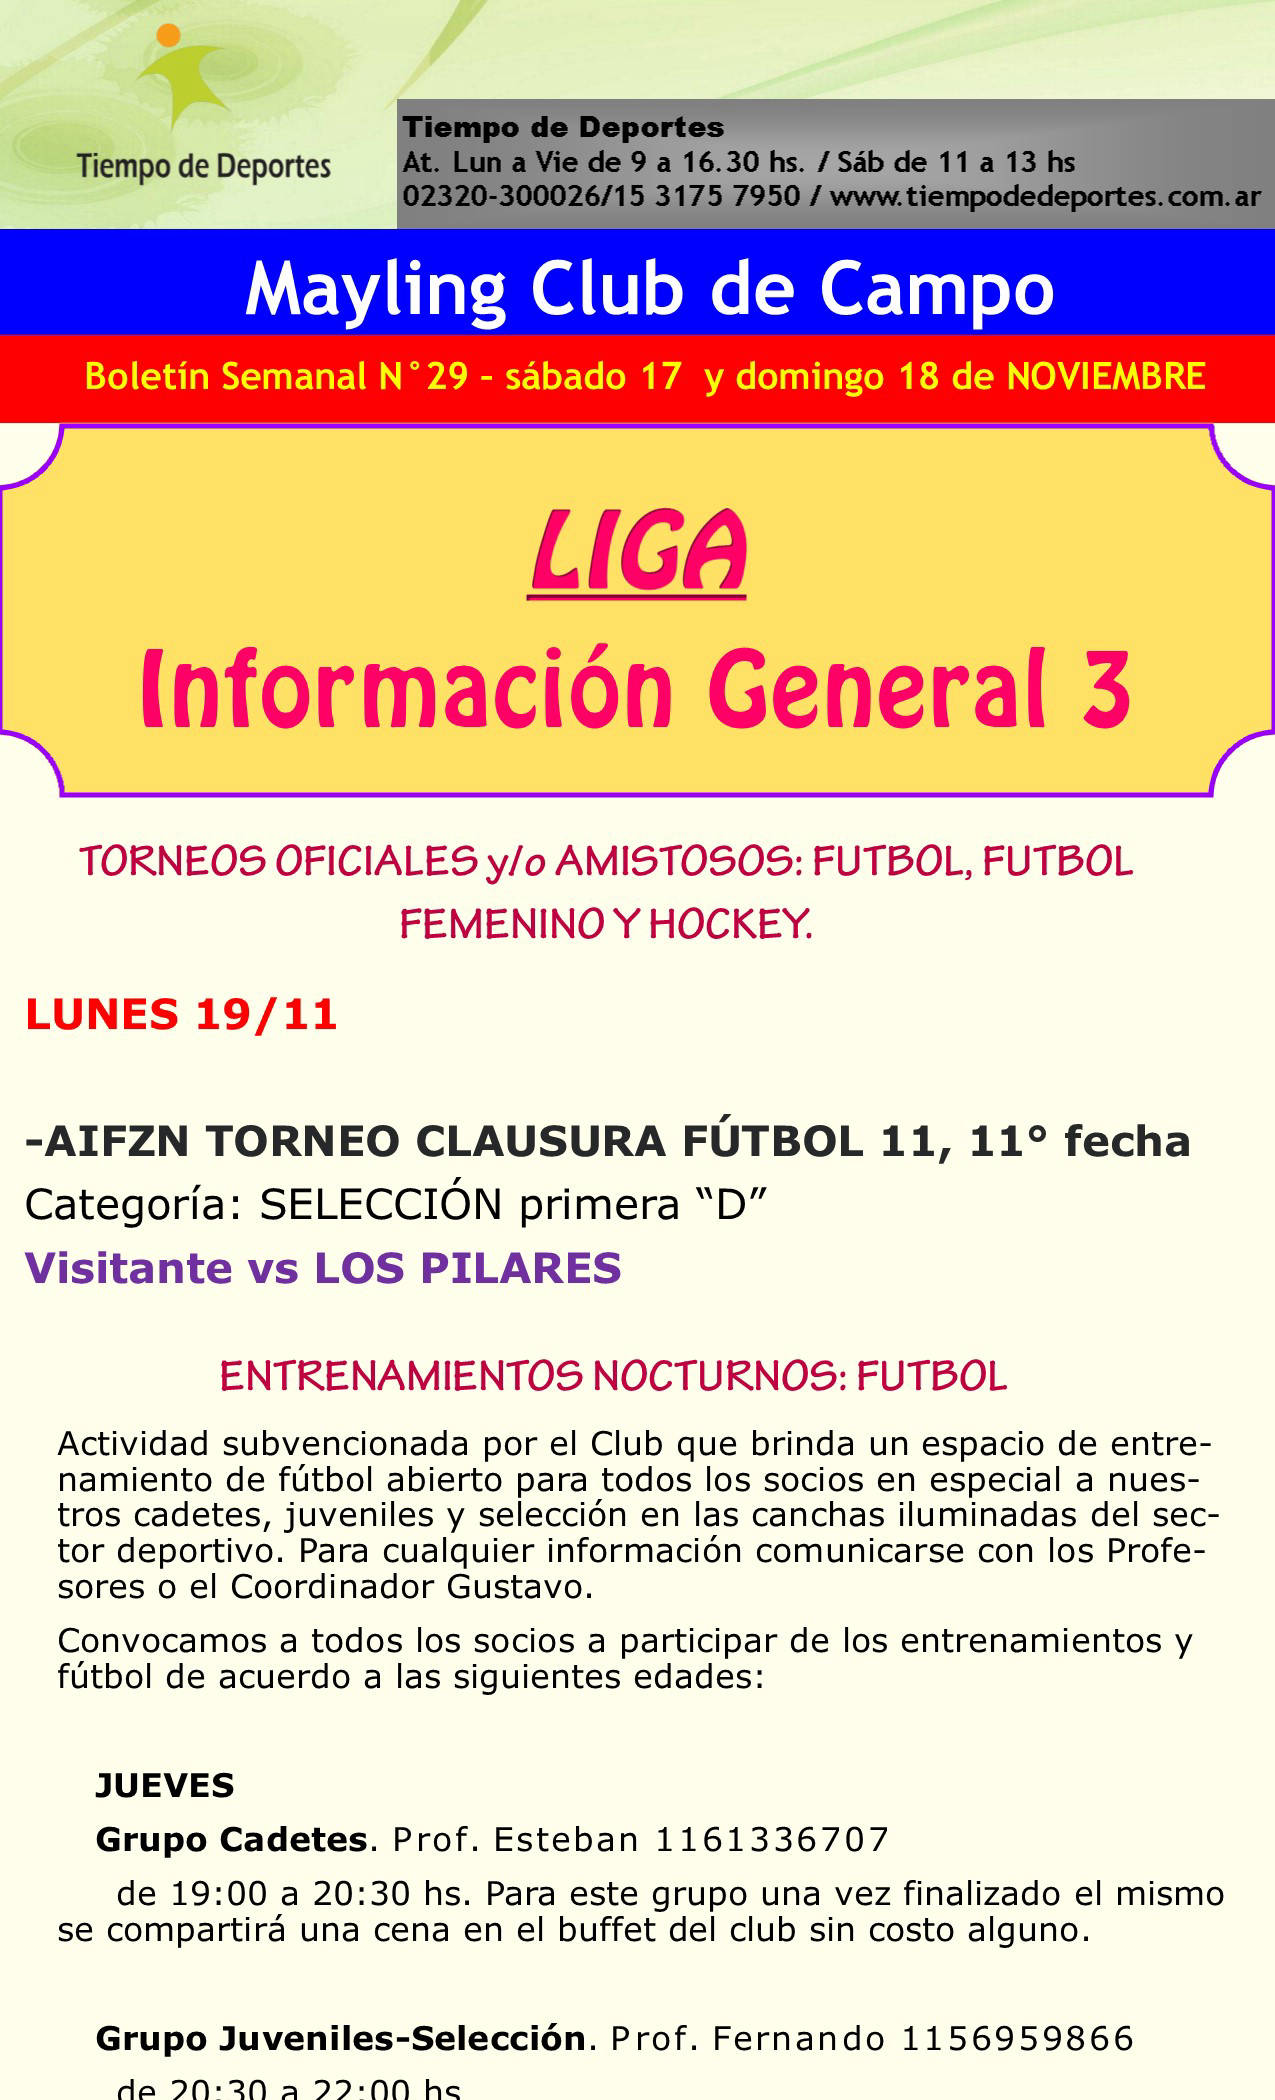 Tiempo de Deportes
Tiempo de Deportes
At. Lun a Vie de 9 a 16.30 hs. / Sáb de 11 a 13 hs
02320-300026/15 3175 7950 / www.tiempodedeportes.com.ar
Mayling Club de Campo
Boletín Semanal N°29 – sábado 17 y domingo 18 de NOVIEMBRE
LIGA
Información General 3
TORNEOS OFICIALES y/o AMISTOSOS: FUTBOL, FUTBOL
FEMENINO Y HOCKEY.
LUNES 19/11
-AIFZN TORNEO CLAUSURA FÚTBOL 11, 11° fecha
Categoría: SELECCIÓN primera “D”
Visitante vs LOS PILARES
ENTRENAMIENTOS NOCTURNOS: FUTBOL
Actividad subvencionada por el Club que brinda un espacio de entre-
namiento de fútbol abierto para todos los socios en especial a nues-
tros cadetes, juveniles y selección en las canchas iluminadas del sec-
tor deportivo. Para cualquier información comunicarse con los Profe-
sores o el Coordinador Gustavo.
Convocamos a todos los socios a participar de los entrenamientos y
fútbol de acuerdo a las siguientes edades:
JUEVES
Grupo Cadetes. Prof. Esteban 1161336707
de 19:00 a 20:30 hs. Para este grupo una vez finalizado el mismo
se compartirá una cena en el buffet del club sin costo alguno.
Grupo Juveniles-Selección. Prof. Fernando 1156959866
de 20:30 a 22:00 hs